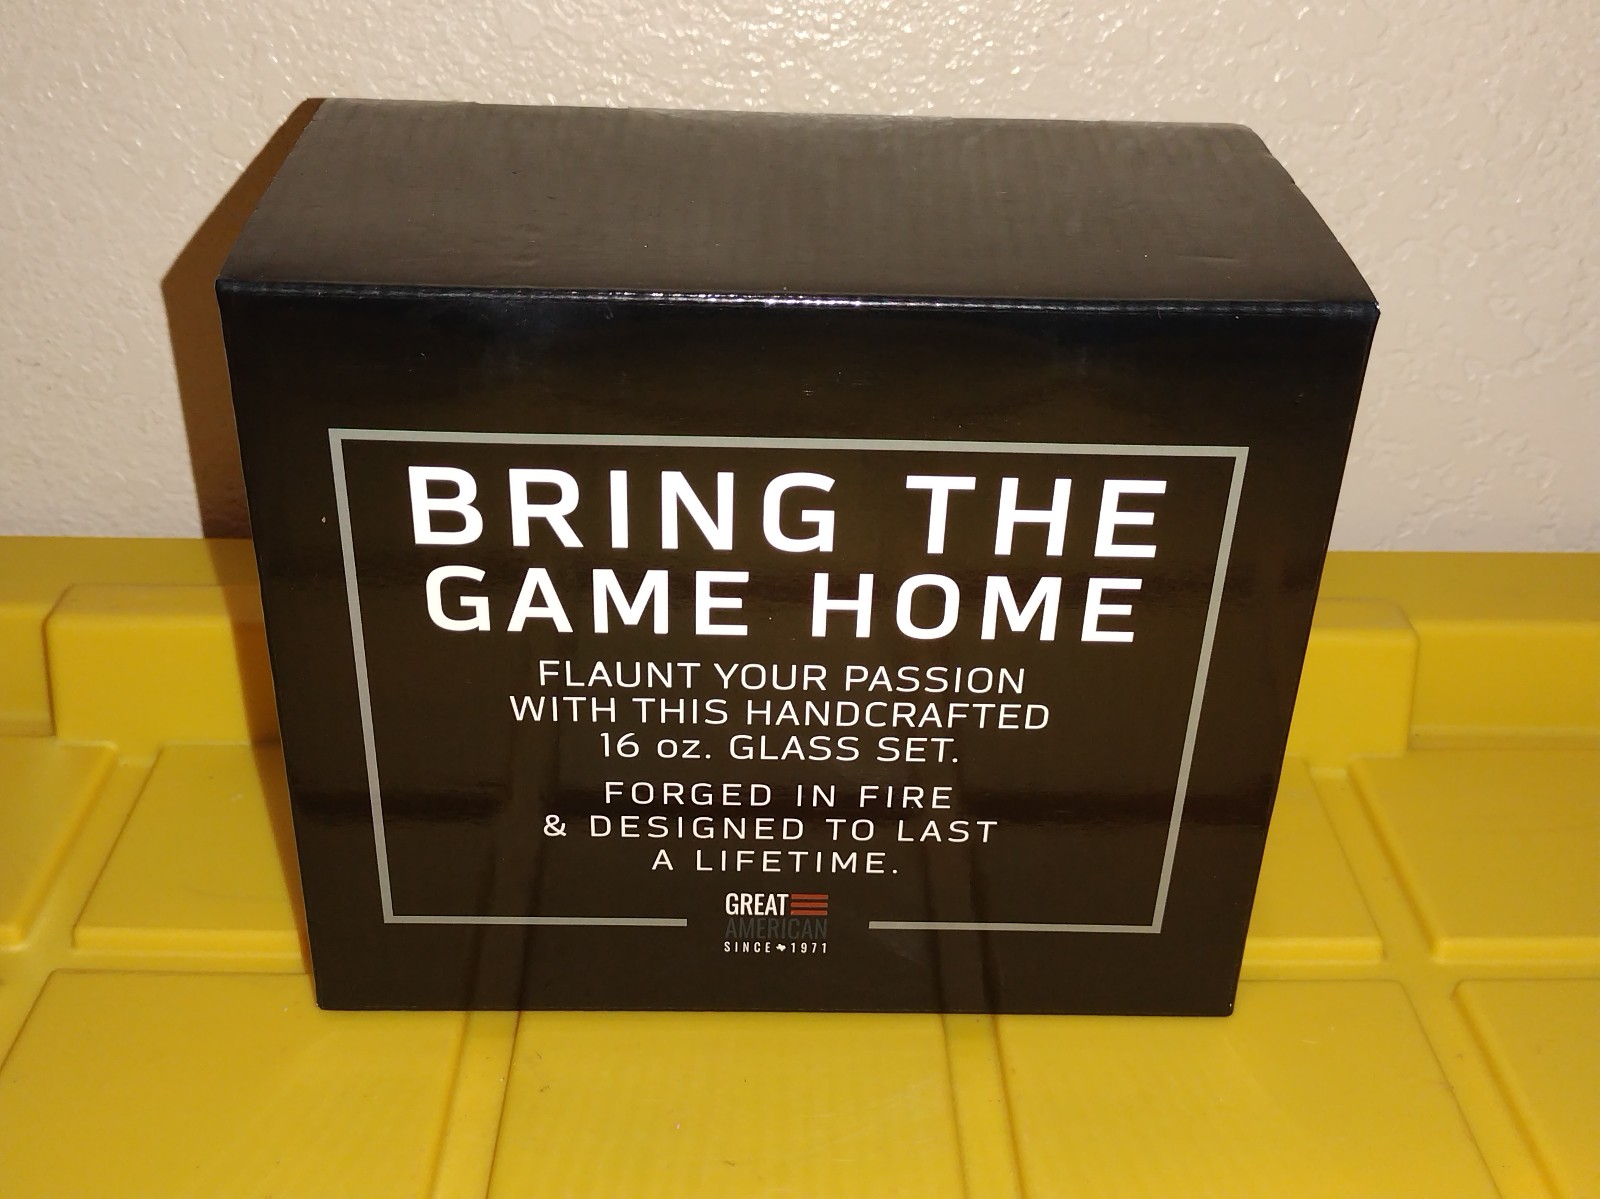 BRING THE
GAME HOME
FLAUNT YOUR PASSION
WITH THIS HANDCRAFTED
16 oz. GLASS SET.
FORGED IN FIRE
& DESIGNED TO LAST
A LIFETIME.
GREAT
AMERICAN
SINCE 1971